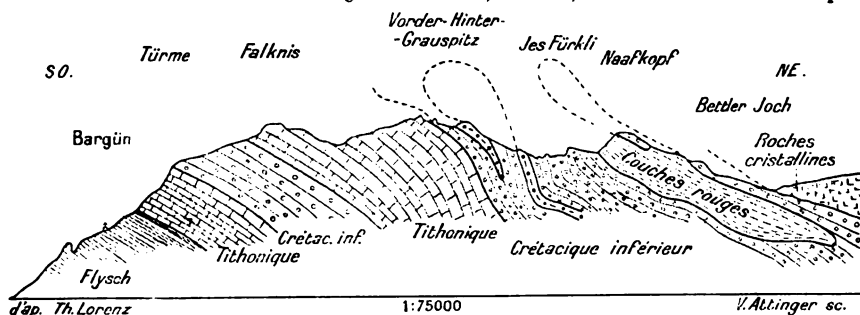 Vorder-Hinter-
-Grauspitz
Jes Fürkli
Naafkopf
Türme
Falknis
SO.
NE.
Bettler Joch
Bargün
Roches
cristallines
Couches rouges
Crétac. inf.
Tithonique
Tithonique
Crétacique inférieur
Flysch
d'ap. Th. Lorenz
1:75000
V. Attinger sc.